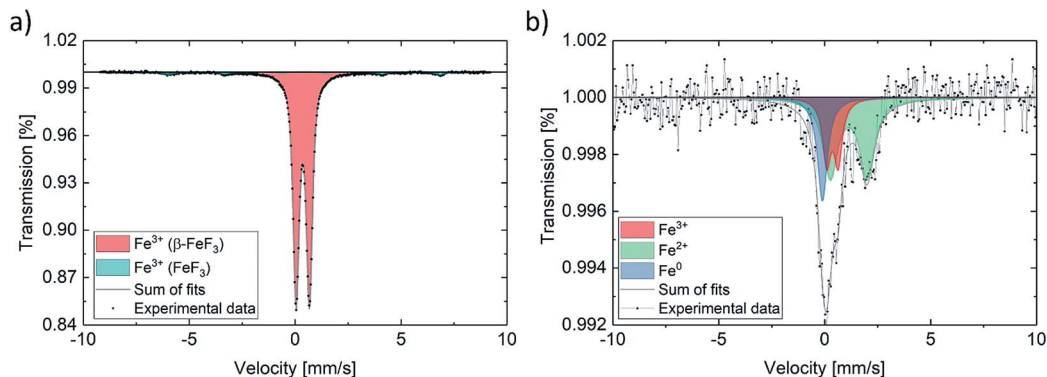 a)
1.02
0.99
0.96
0.93
0.90
0.87
0.84
Transmission [%]
Fe³⁺ (β-FeF₃)
Fe³⁺ (FeF₃)
Sum of fits
Experimental data
-10
-5
0
5
10
Velocity [mm/s]
b)
1.002
1.000
0.998
0.996
0.994
0.992
Transmission [%]
Fe³⁺
Fe²⁺
Fe⁰
Sum of fits
Experimental data
-10
-5
0
5
10
Velocity [mm/s]